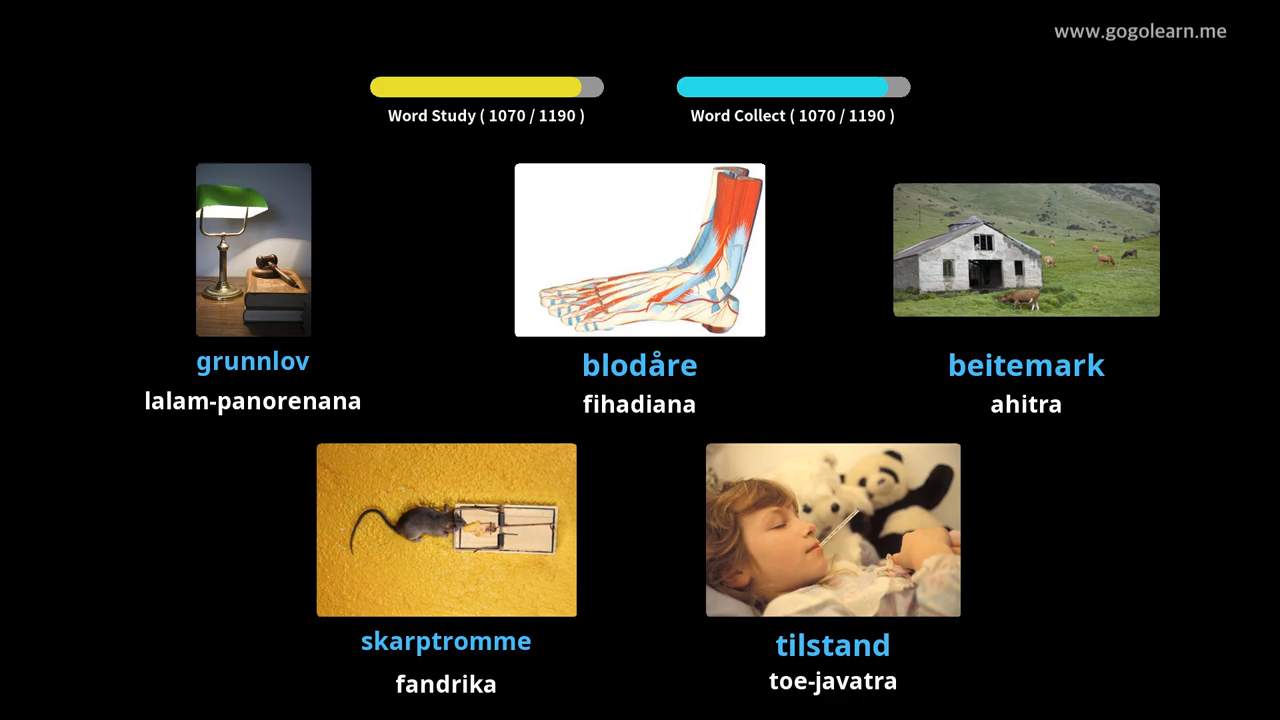 www.gogolearn.me
Word Study ( 1070 / 1190 )
Word Collect ( 1070 / 1190 )
grunnlov
lalam-panorenana
blodåre
fihadiana
beitemark
ahitra
skarptromme
fandrika
tilstand
toe-javatra